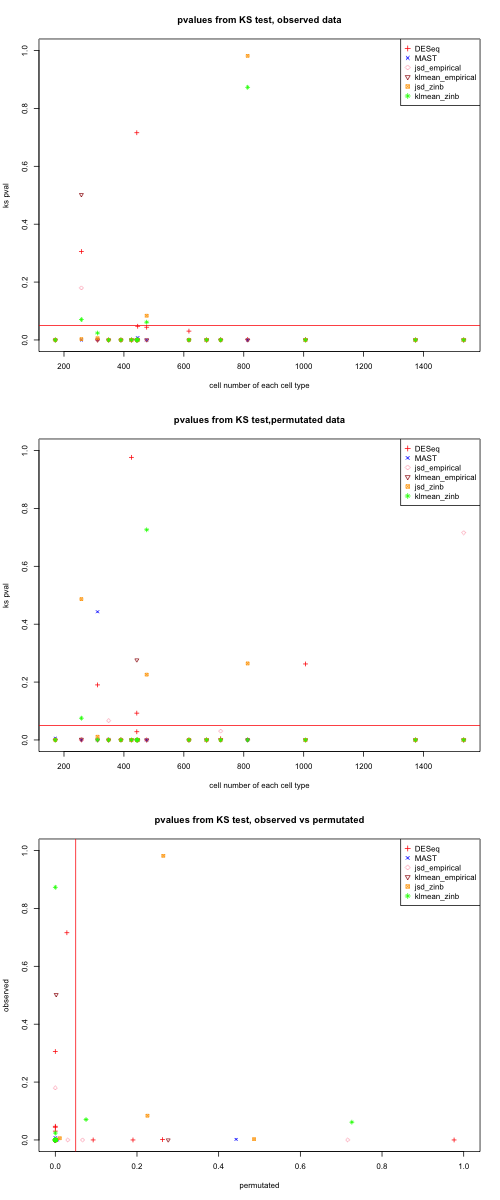 pvalues from KS test, observed data
DESeq
MAST
jsd_empirical
klmean_empirical
jsd_zinb
klmean_zinb
ks pval
0.0
0.2
0.4
0.6
0.8
1.0
200
400
600
800
1000
1200
1400
cell number of each cell type
pvalues from KS test,permutated data
DESeq
MAST
jsd_empirical
klmean_empirical
jsd_zinb
klmean_zinb
ks pval
0.0
0.2
0.4
0.6
0.8
1.0
200
400
600
800
1000
1200
1400
cell number of each cell type
pvalues from KS test, observed vs permutated
DESeq
MAST
jsd_empirical
klmean_empirical
jsd_zinb
klmean_zinb
observed
0.0
0.2
0.4
0.6
0.8
1.0
0.0
0.2
0.4
0.6
0.8
1.0
permutated